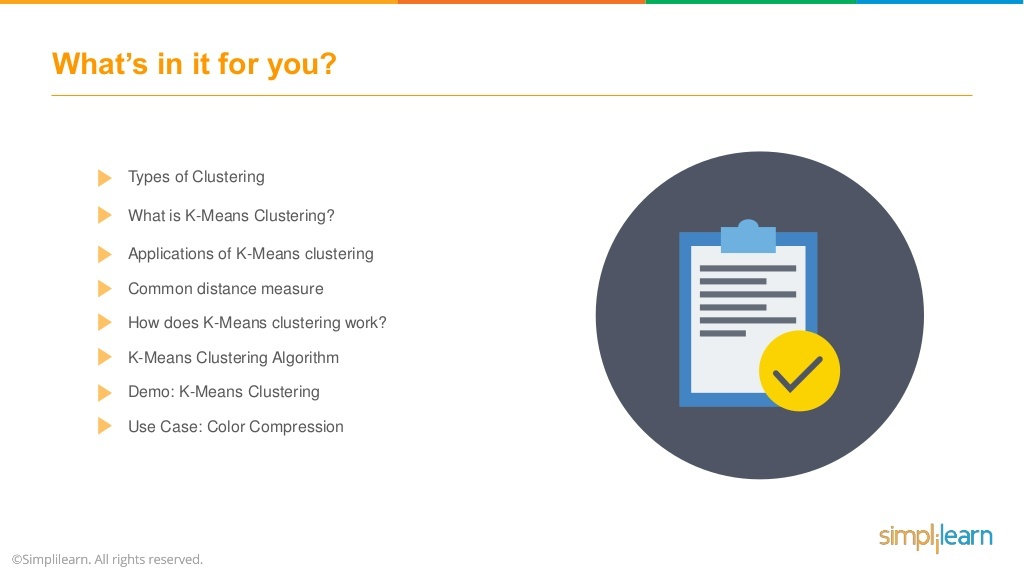 What's in it for you?
Types of Clustering
What is K-Means Clustering?
Applications of K-Means clustering
Common distance measure
How does K-Means clustering work?
K-Means Clustering Algorithm
Demo: K-Means Clustering
Use Case: Color Compression
simplilearn
©Simplilearn. All rights reserved.